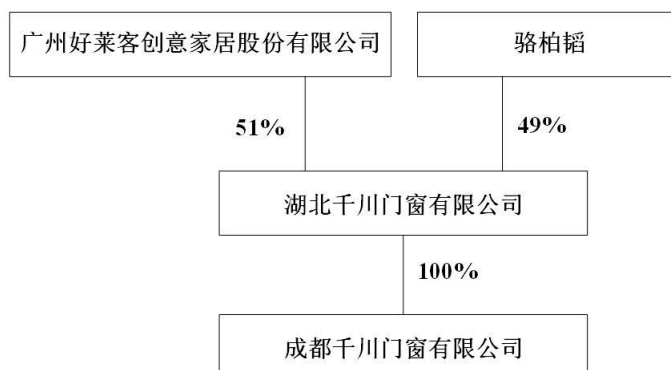 广州好莱客创意家居股份有限公司
骆柏韬
51%
49%
湖北千川门窗有限公司
100%
成都千川门窗有限公司